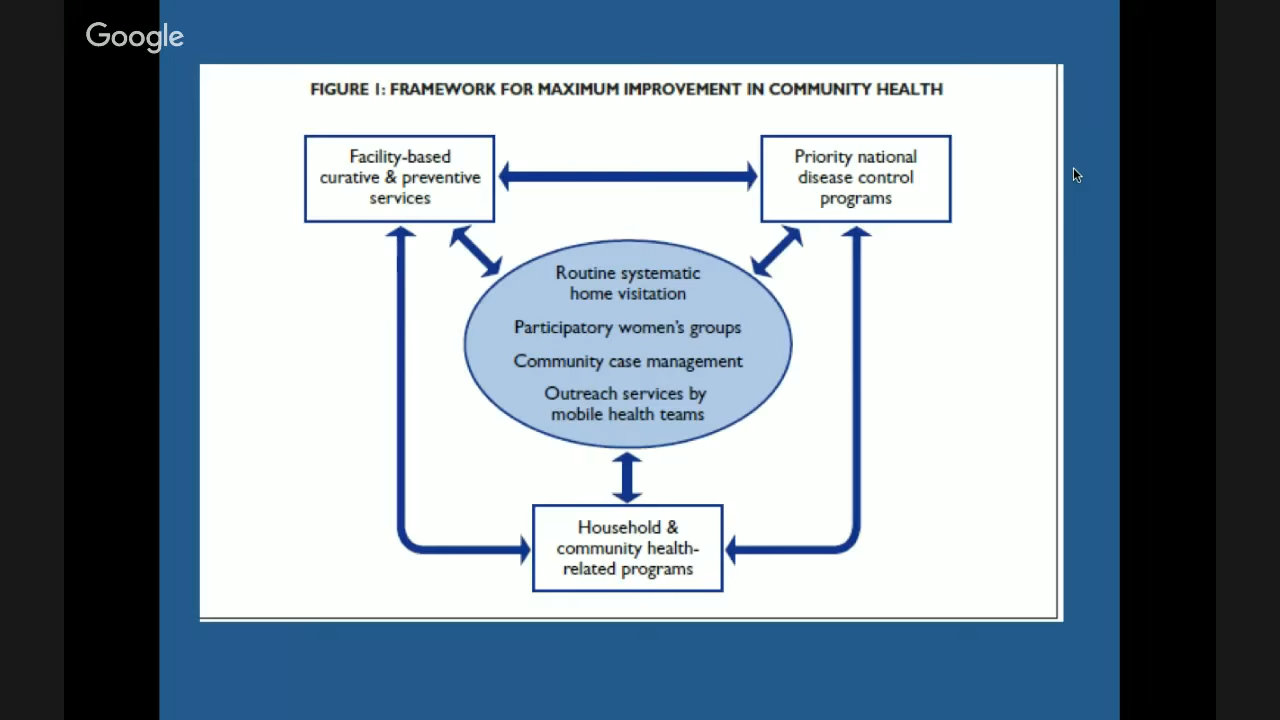 Google
FIGURE 1: FRAMEWORK FOR MAXIMUM IMPROVEMENT IN COMMUNITY HEALTH
Facility-based
curative & preventive
services
Priority national
disease control
programs
Routine systematic
home visitation
Participatory women's groups
Community case management
Outreach services by
mobile health teams
Household &
community health-
related programs